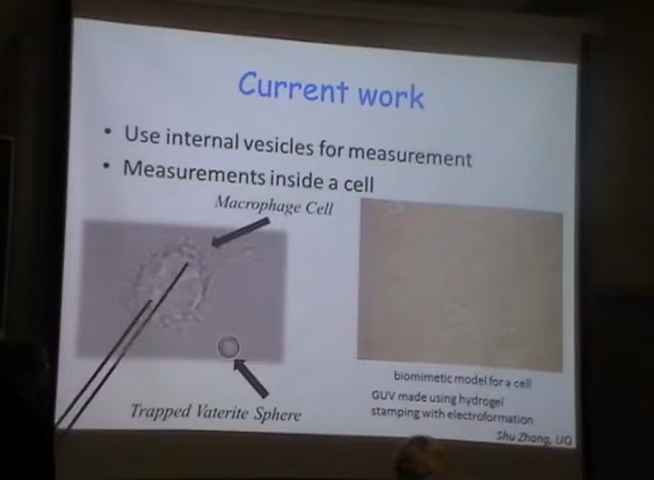 Current work
• Use internal vesicles for measurement
• Measurements inside a cell
Macrophage Cell
Trapped Vaterite Sphere
biomimetic model for a cell
GUV made using hydrogel
stamping with electroformation
Shu Zhang, UQ